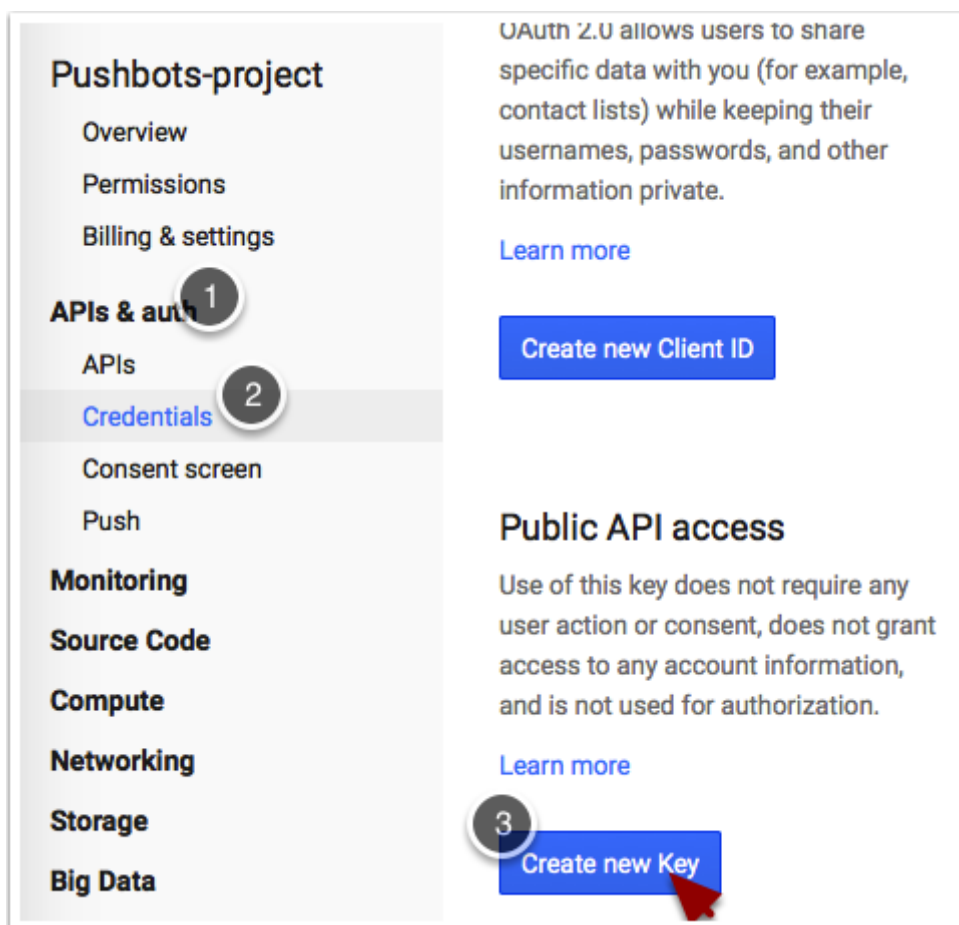 Pushbots-project
Overview
Permissions
Billing & settings
1
APIs & auth
APIs
2
Credentials
Consent screen
Push
Monitoring
Source Code
Compute
Networking
Storage
Big Data
OAuth 2.0 allows users to share
specific data with you (for example,
contact lists) while keeping their
usernames, passwords, and other
information private.
Learn more
Create new Client ID
Public API access
Use of this key does not require any
user action or consent, does not grant
access to any account information,
and is not used for authorization.
Learn more
3
Create new Key